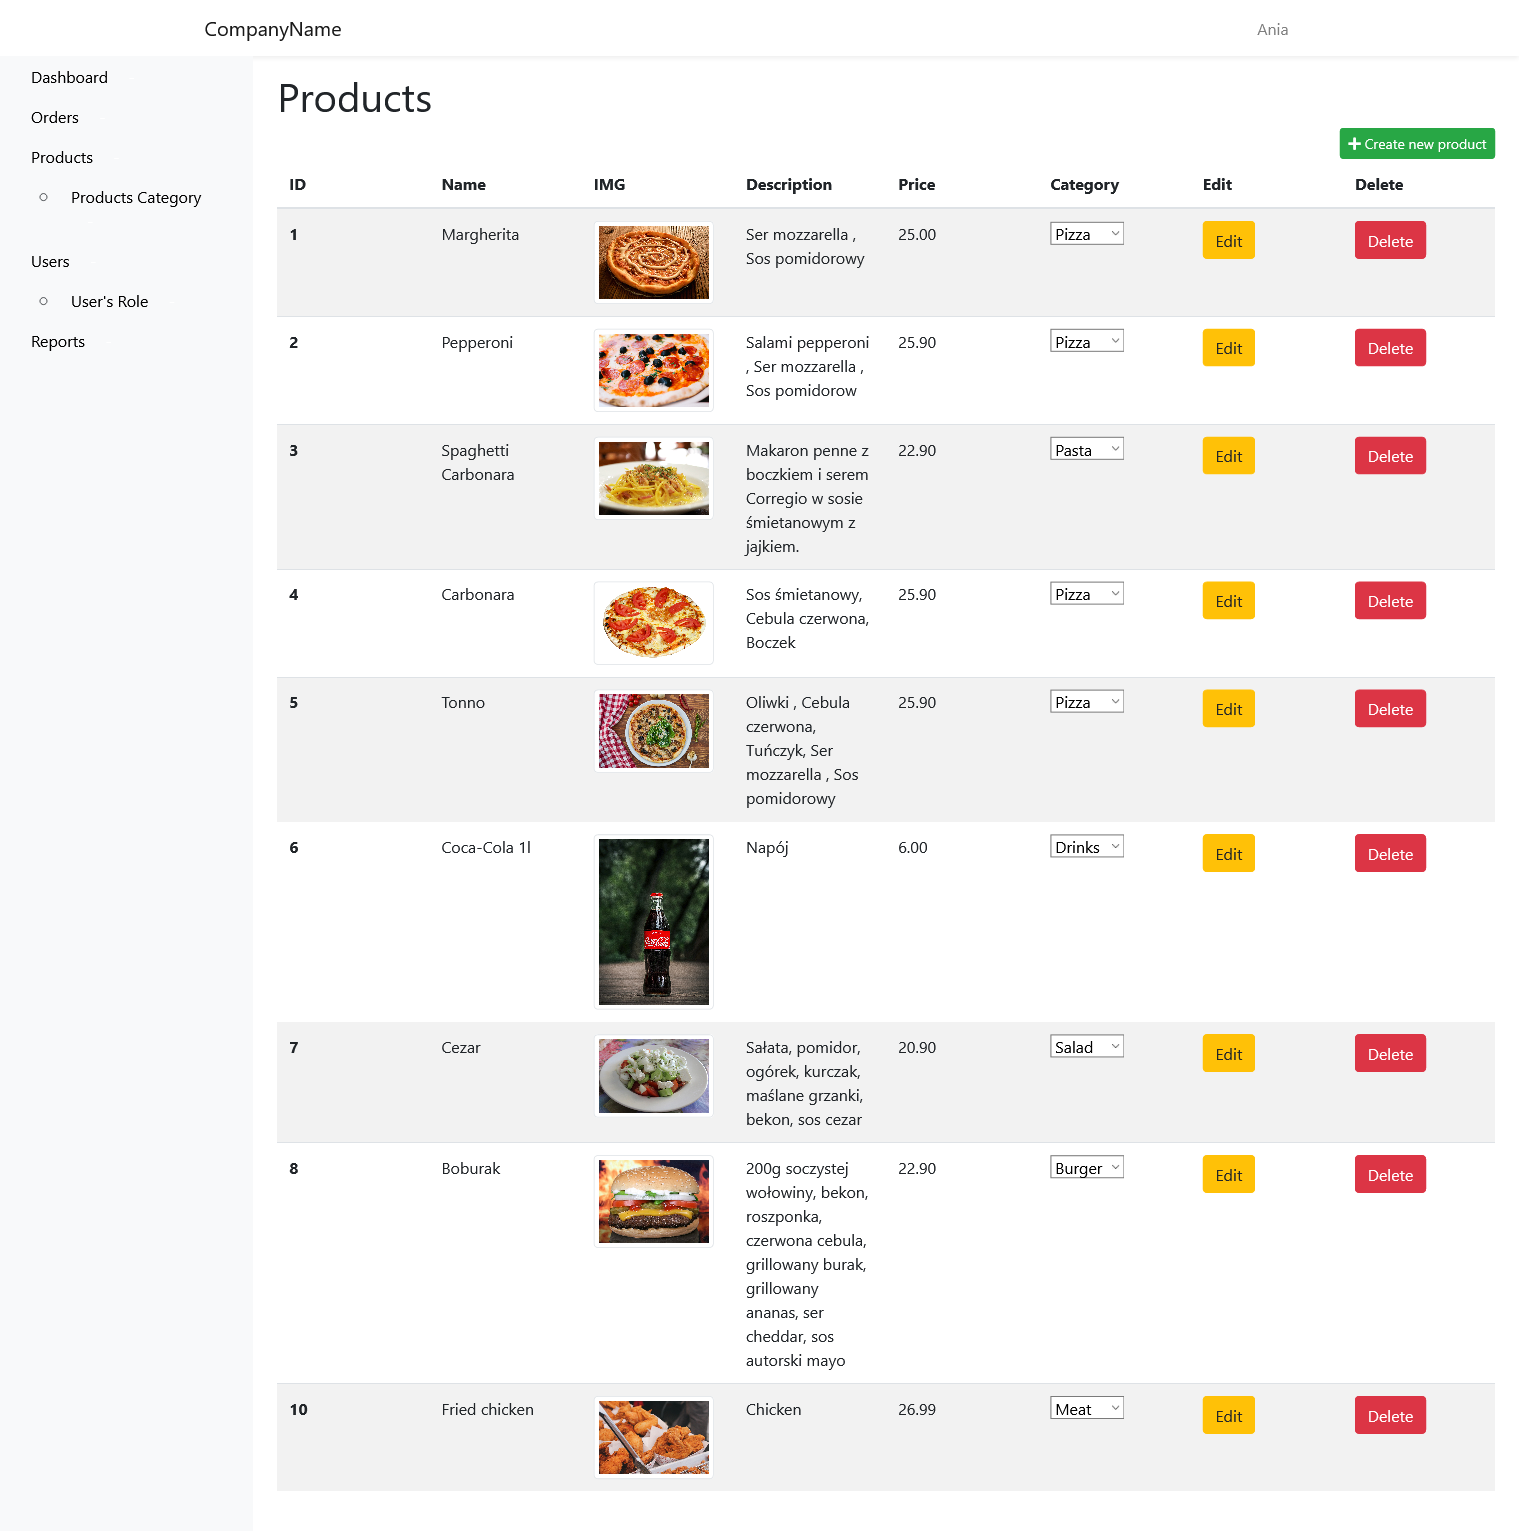 CompanyName
Ania
Dashboard
Orders
Products
Products Category
Users
User's Role
Reports
Products
Create new product
ID Name IMG Description Price Category Edit Delete
1 Margherita Ser mozzarella , 25.00 Pizza Edit Delete
Sos pomidorowy
2 Pepperoni Salami pepperoni 25.90 Pizza Edit Delete
, Ser mozzarella ,
Sos pomidorow
3 Spaghetti Makaron penne z 22.90 Pasta Edit Delete
Carbonara boczkiem i serem
Corregio w sosie
śmietanowym z
jajkiem.
4 Carbonara Sos śmietanowy, 25.90 Pizza Edit Delete
Cebula czerwona,
Boczek
5 Tonno Oliwki , Cebula 25.90 Pizza Edit Delete
czerwona,
Tuńczyk, Ser
mozzarella , Sos
pomidorowy
6 Coca-Cola 1l Napój 6.00 Drinks Edit Delete
Coca-Cola
7 Cezar Sałata, pomidor, 20.90 Salad Edit Delete
ogórek, kurczak,
maślane grzanki,
bekon, sos cezar
8 Boburak 200g soczystej 22.90 Burger Edit Delete
wołowiny, bekon,
roszponka,
czerwona cebula,
grillowany burak,
grillowany
ananas, ser
cheddar, sos
autorski mayo
10 Fried chicken Chicken 26.99 Meat Edit Delete